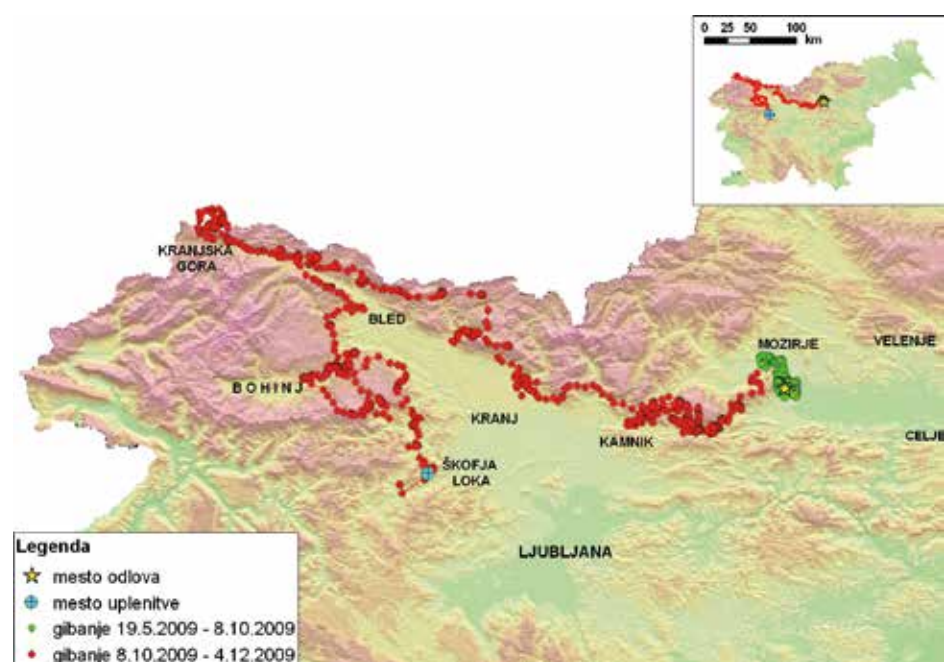 0 25 50 100
km
KRANJSKA
GORA
BLED
MOZIRJE
VELENJE
BOHINJ
KRANJ
KAMNIK
CELJE
ŠKOFJA
LOKA
LJUBLJANA
Legenda
mesto odlova
mesto uplenitve
gibanje 19.5.2009 - 8.10.2009
gibanje 8.10.2009 - 4.12.2009